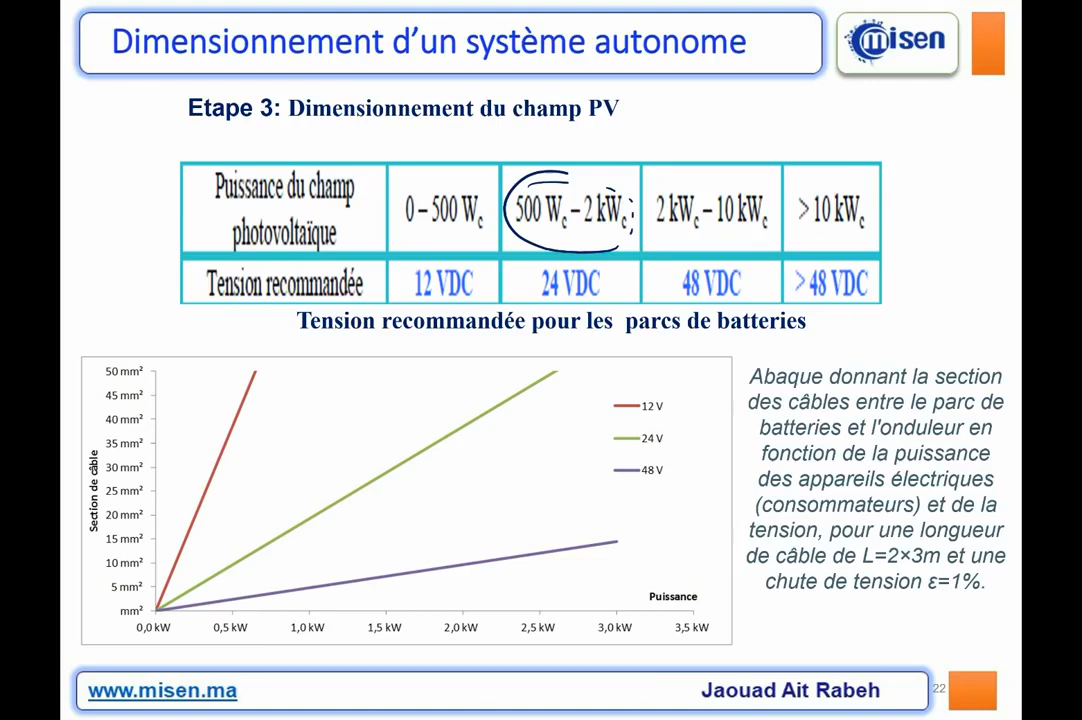 Dimensionnement d’un système autonome
misen
Etape 3: Dimensionnement du champ PV
Puissance du champ photovoltaïque
0 – 500 Wc
500 Wc – 2 kWc
2 kWc – 10 kWc
> 10 kWc
Tension recommandée
12 VDC
24 VDC
48 VDC
> 48 VDC
Tension recommandée pour les parcs de batteries
Section de câble
50 mm²
45 mm²
40 mm²
35 mm²
30 mm²
25 mm²
20 mm²
15 mm²
10 mm²
5 mm²
mm²
12 V
24 V
48 V
Puissance
0,0 kW
0,5 kW
1,0 kW
1,5 kW
2,0 kW
2,5 kW
3,0 kW
3,5 kW
Abaque donnant la section
des câbles entre le parc de
batteries et l'onduleur en
fonction de la puissance
des appareils électriques
(consommateurs) et de la
tension, pour une longueur
de câble de L=2×3m et une
chute de tension ε=1%.
www.misen.ma
Jaouad Ait Rabeh
22